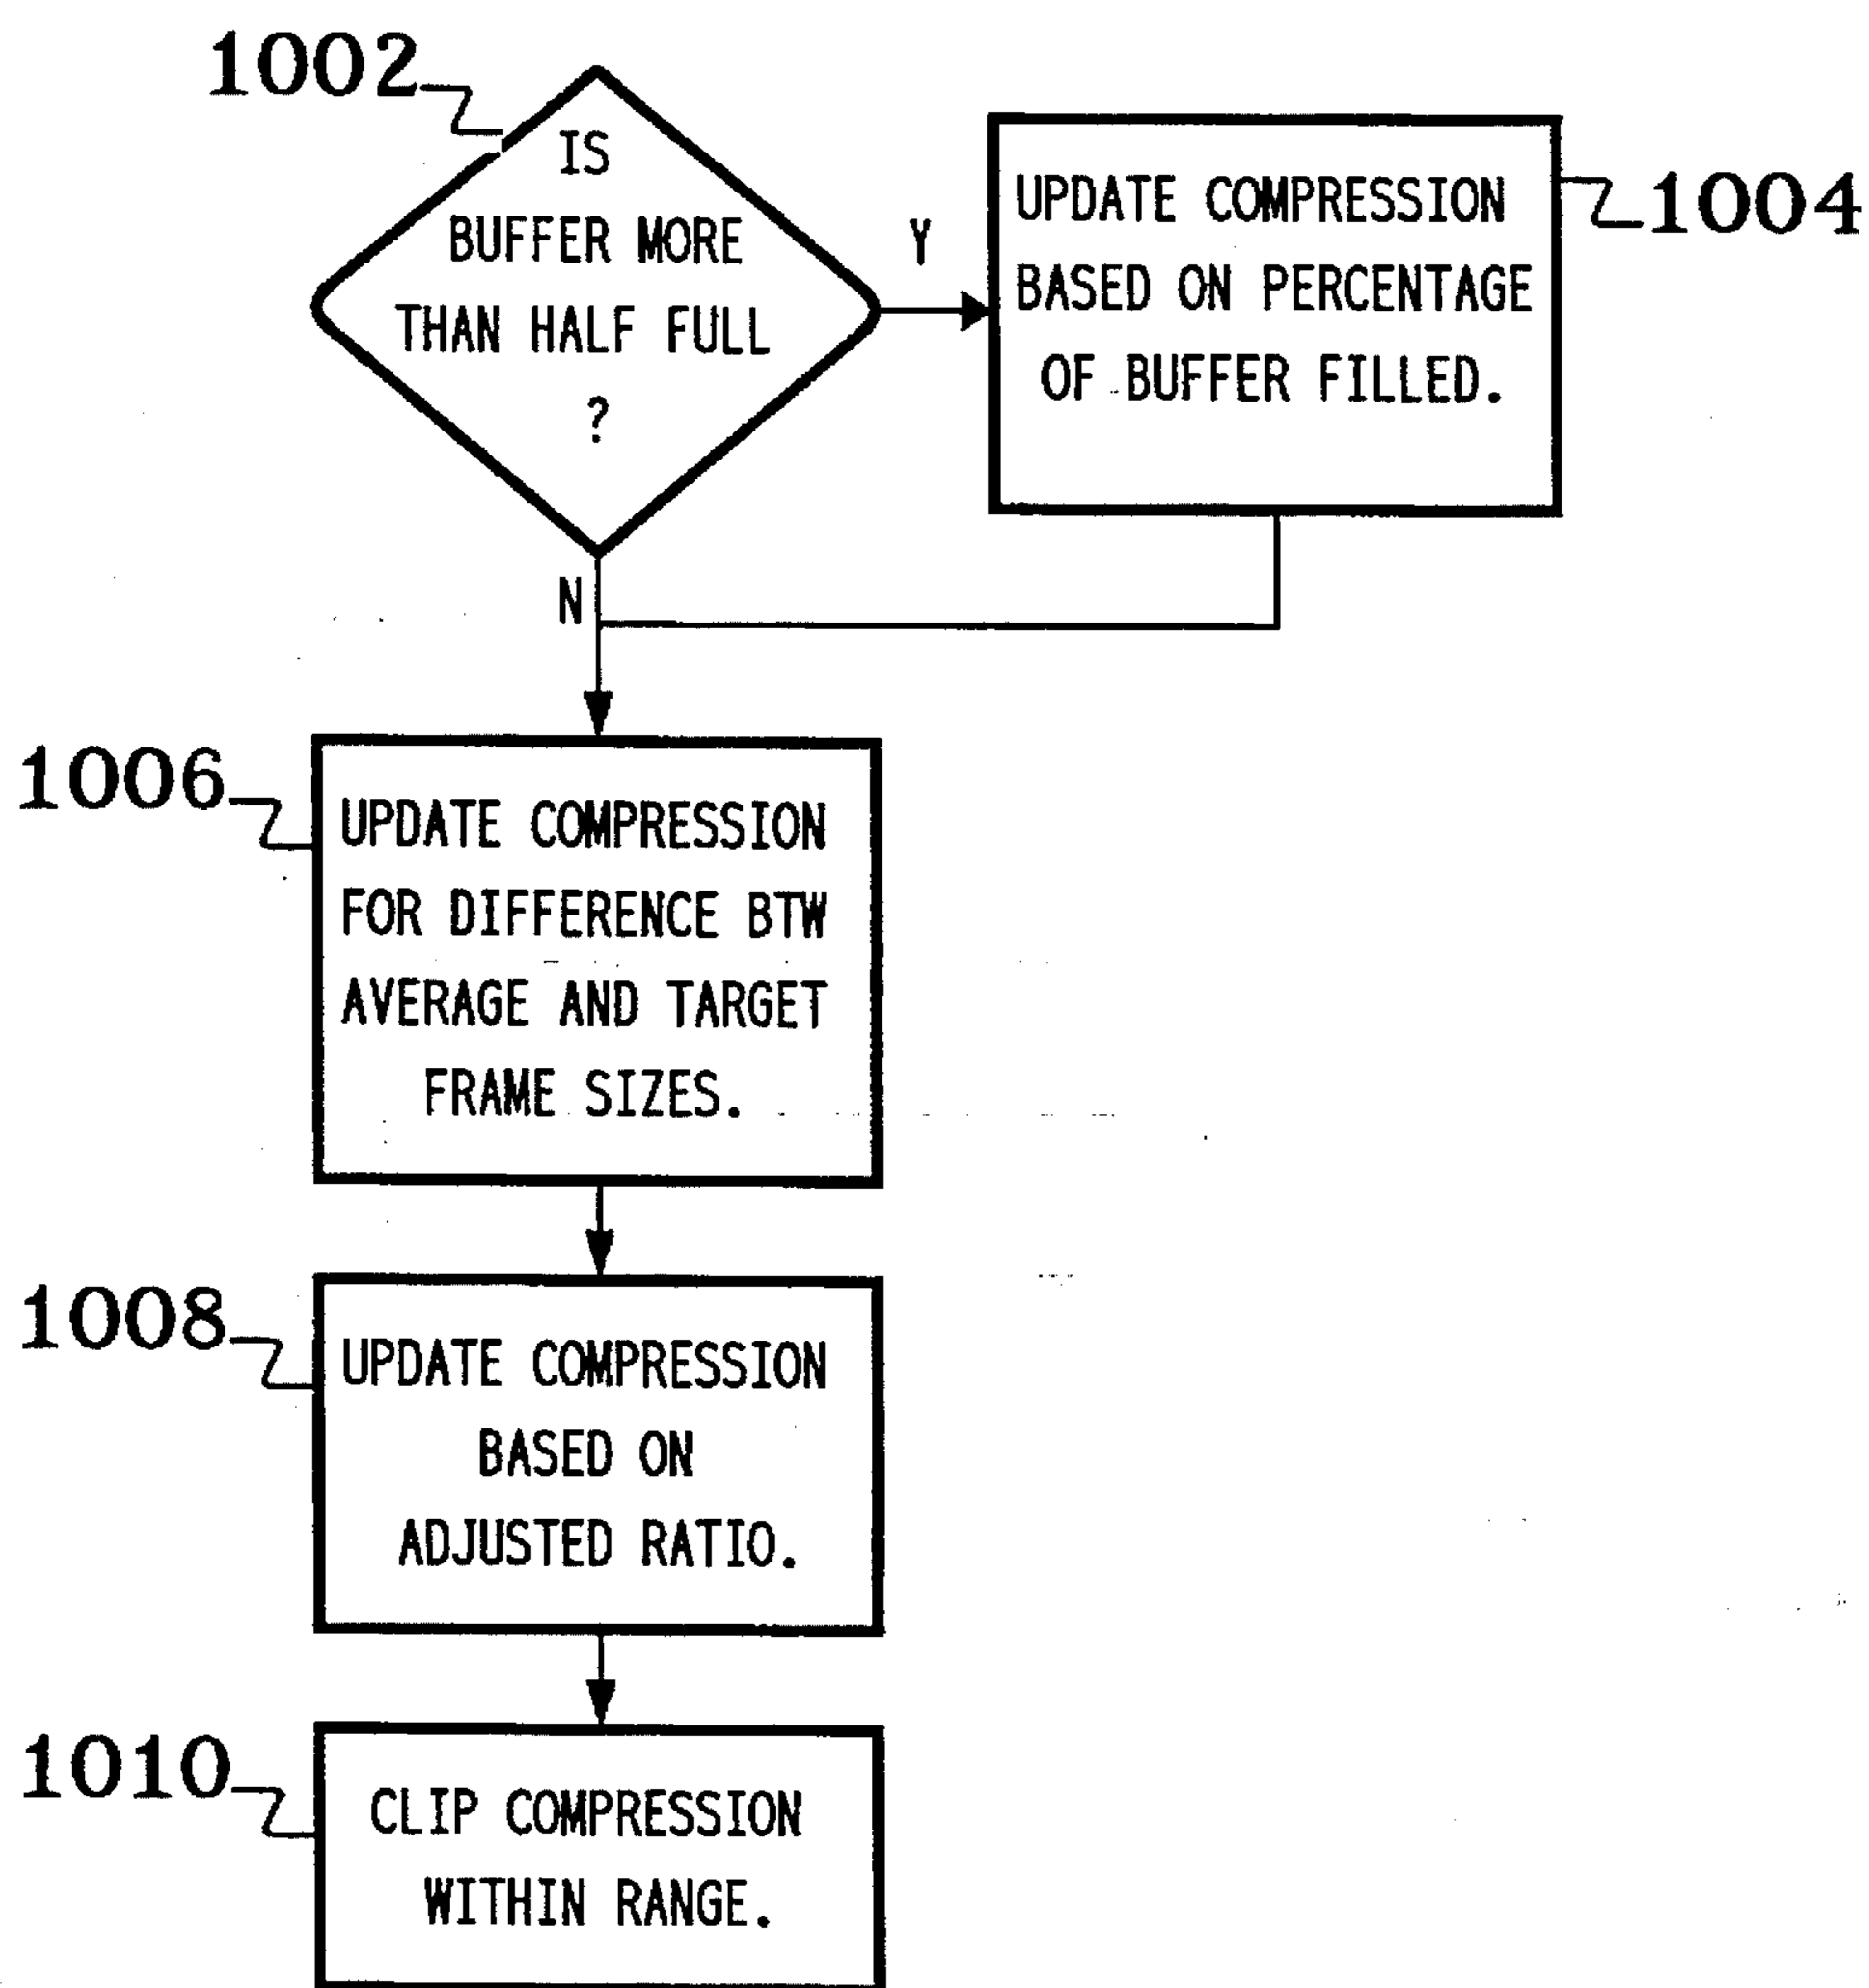 1002
IS
BUFFER MORE
THAN HALF FULL
?
Y
UPDATE COMPRESSION
BASED ON PERCENTAGE
OF BUFFER FILLED.
1004
N
1006
UPDATE COMPRESSION
FOR DIFFERENCE BTW
AVERAGE AND TARGET
FRAME SIZES.
1008
UPDATE COMPRESSION
BASED ON
ADJUSTED RATIO.
1010
CLIP COMPRESSION
WITHIN RANGE.